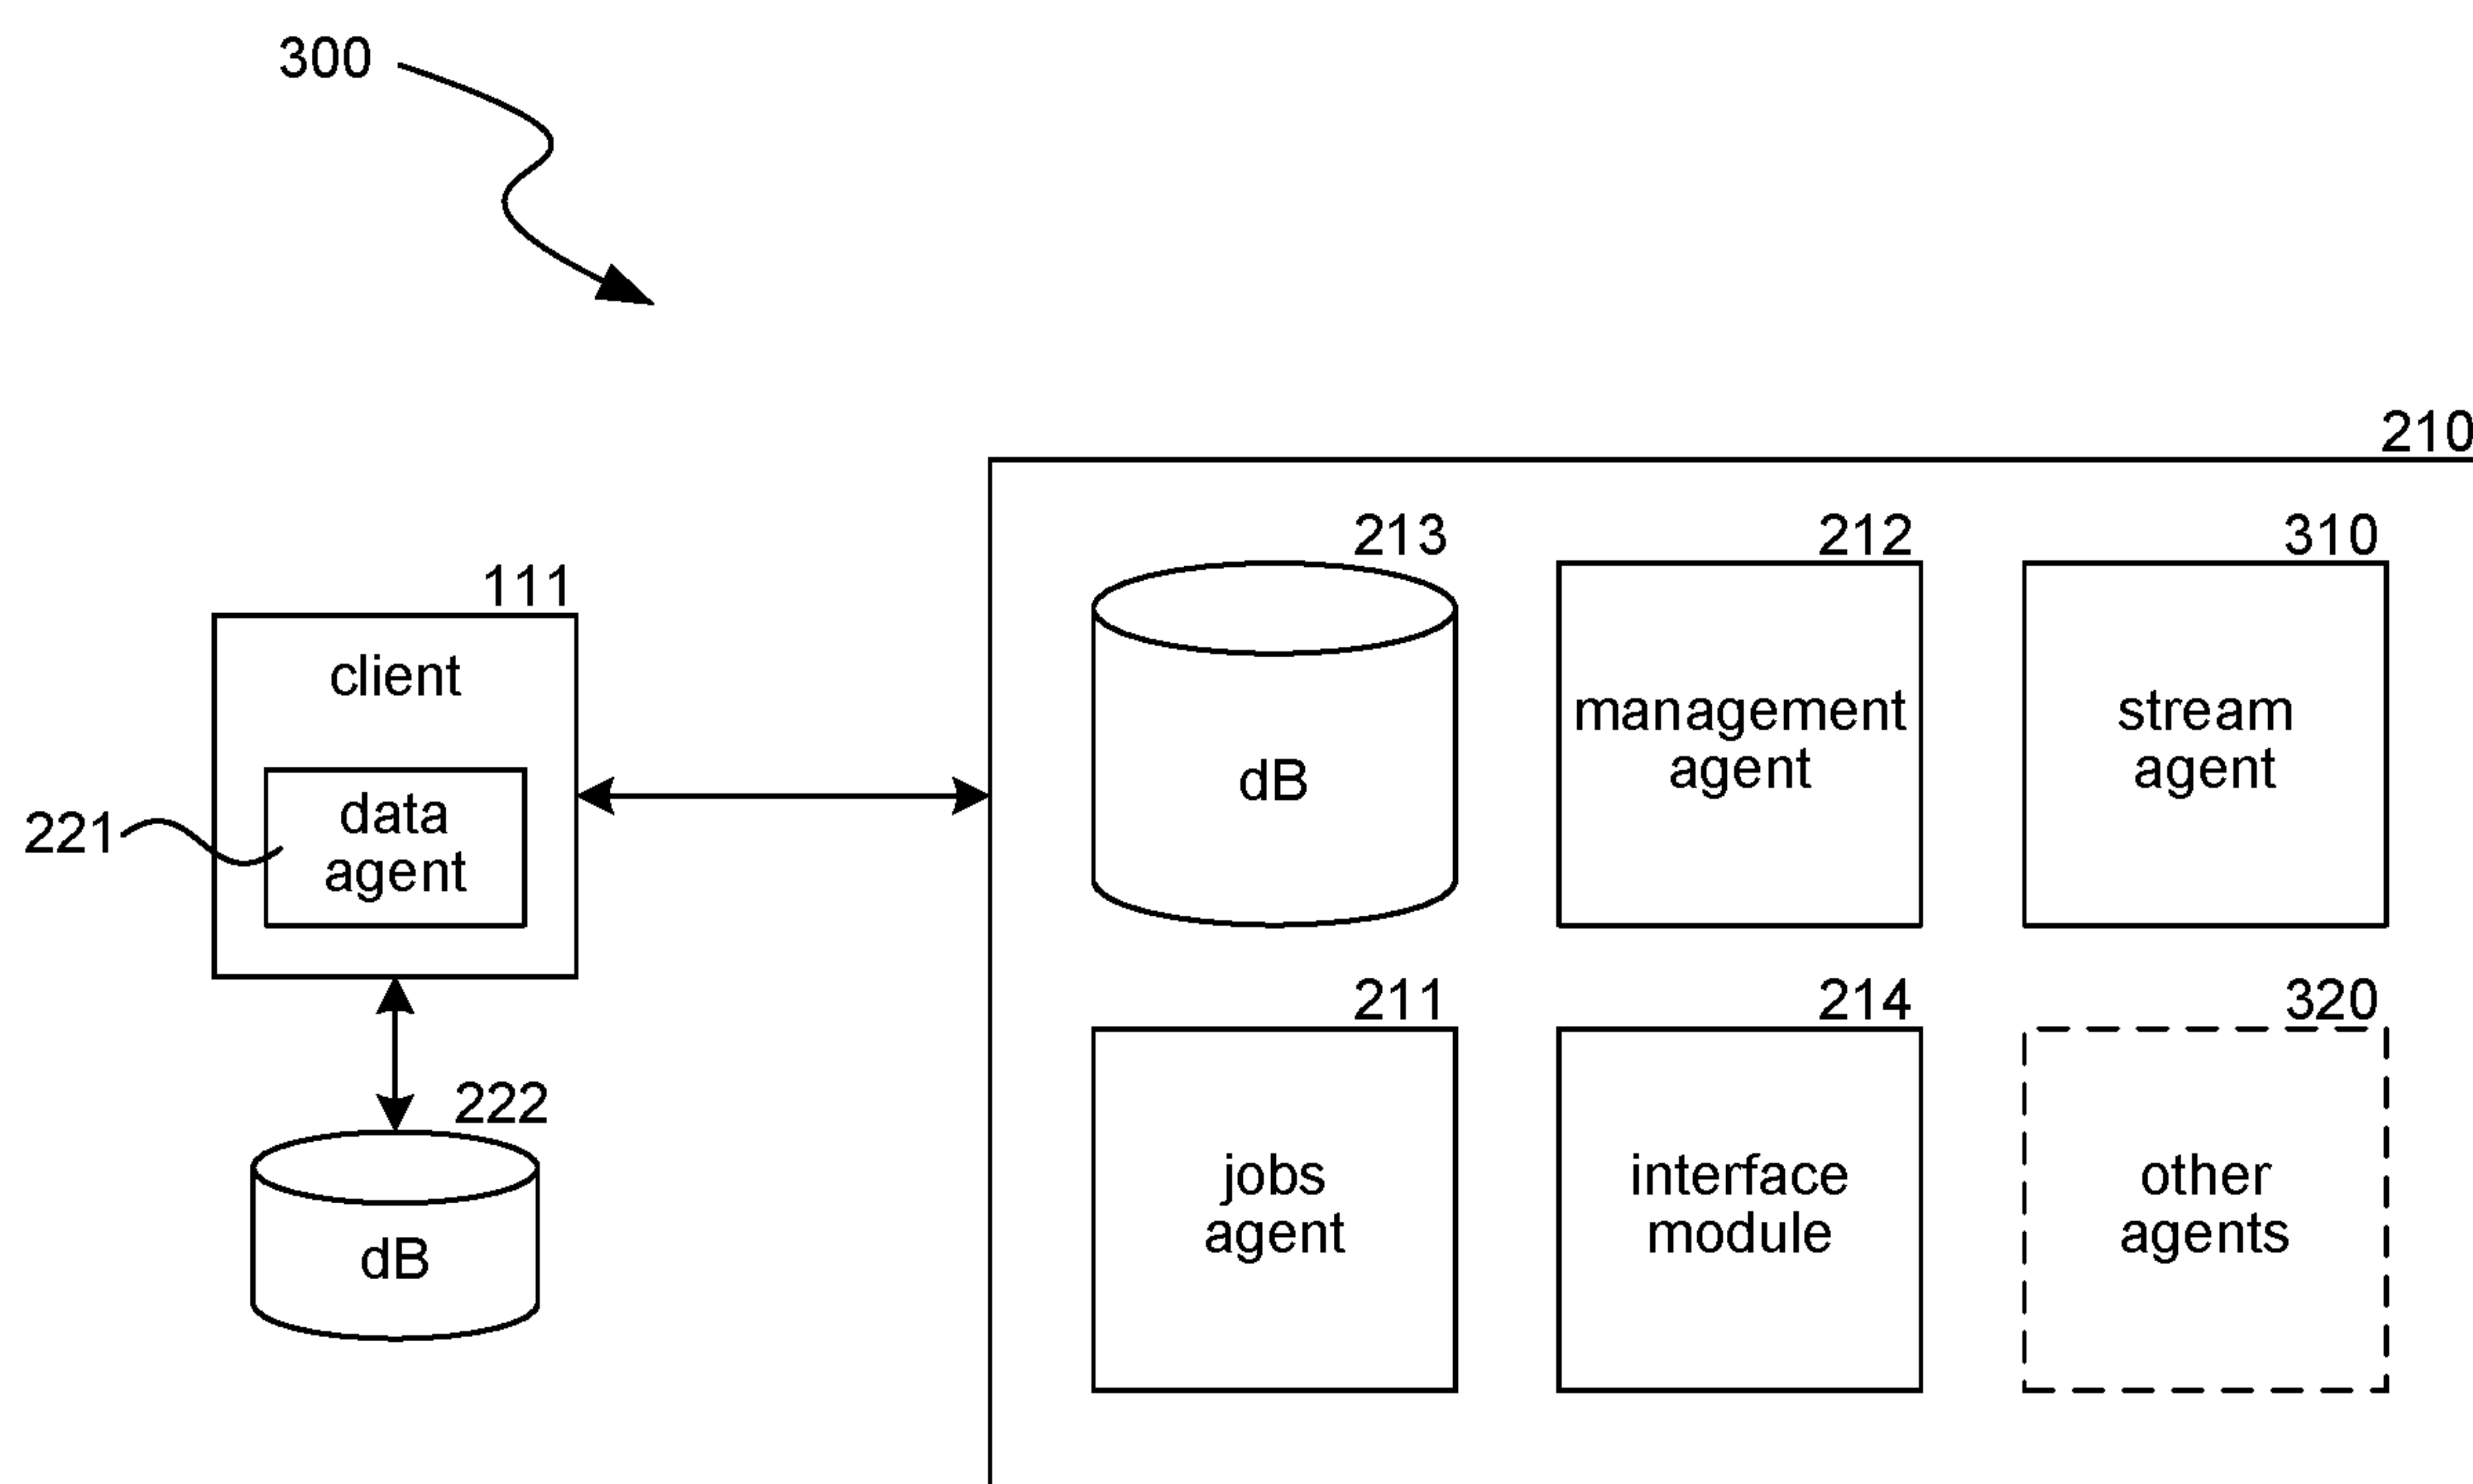 300
210
213
212
310
111
client
management
agent
stream
agent
dB
data
agent
221
211
214
320
222
jobs
agent
interface
module
other
agents
dB